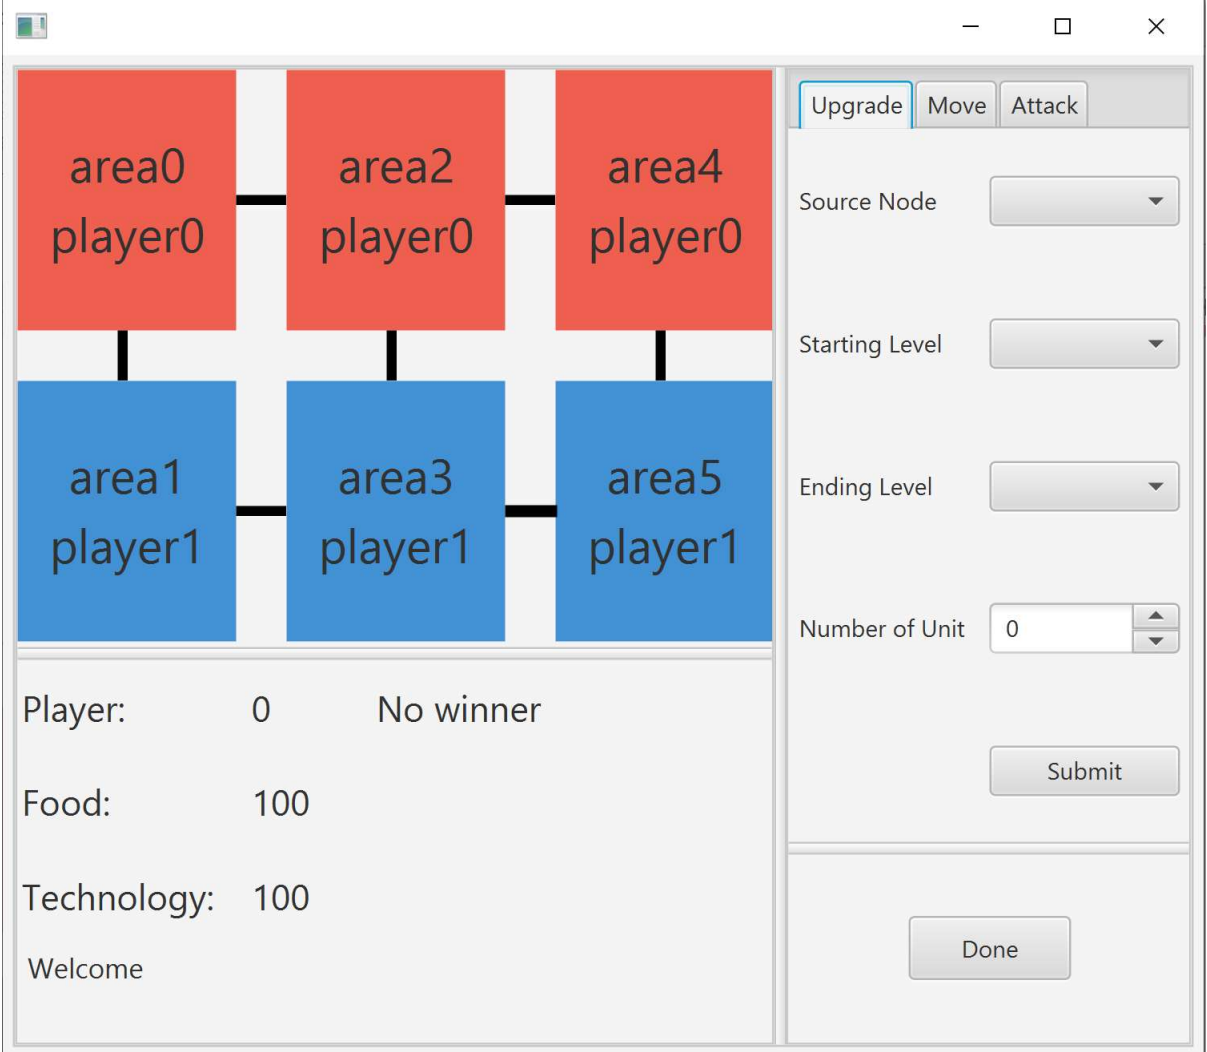 area0
player0
area2
player0
area4
player0
area1
player1
area3
player1
area5
player1
Player: 0 No winner
Food: 100
Technology: 100
Welcome
Upgrade Move Attack
Source Node
Starting Level
Ending Level
Number of Unit 0
Submit
Done